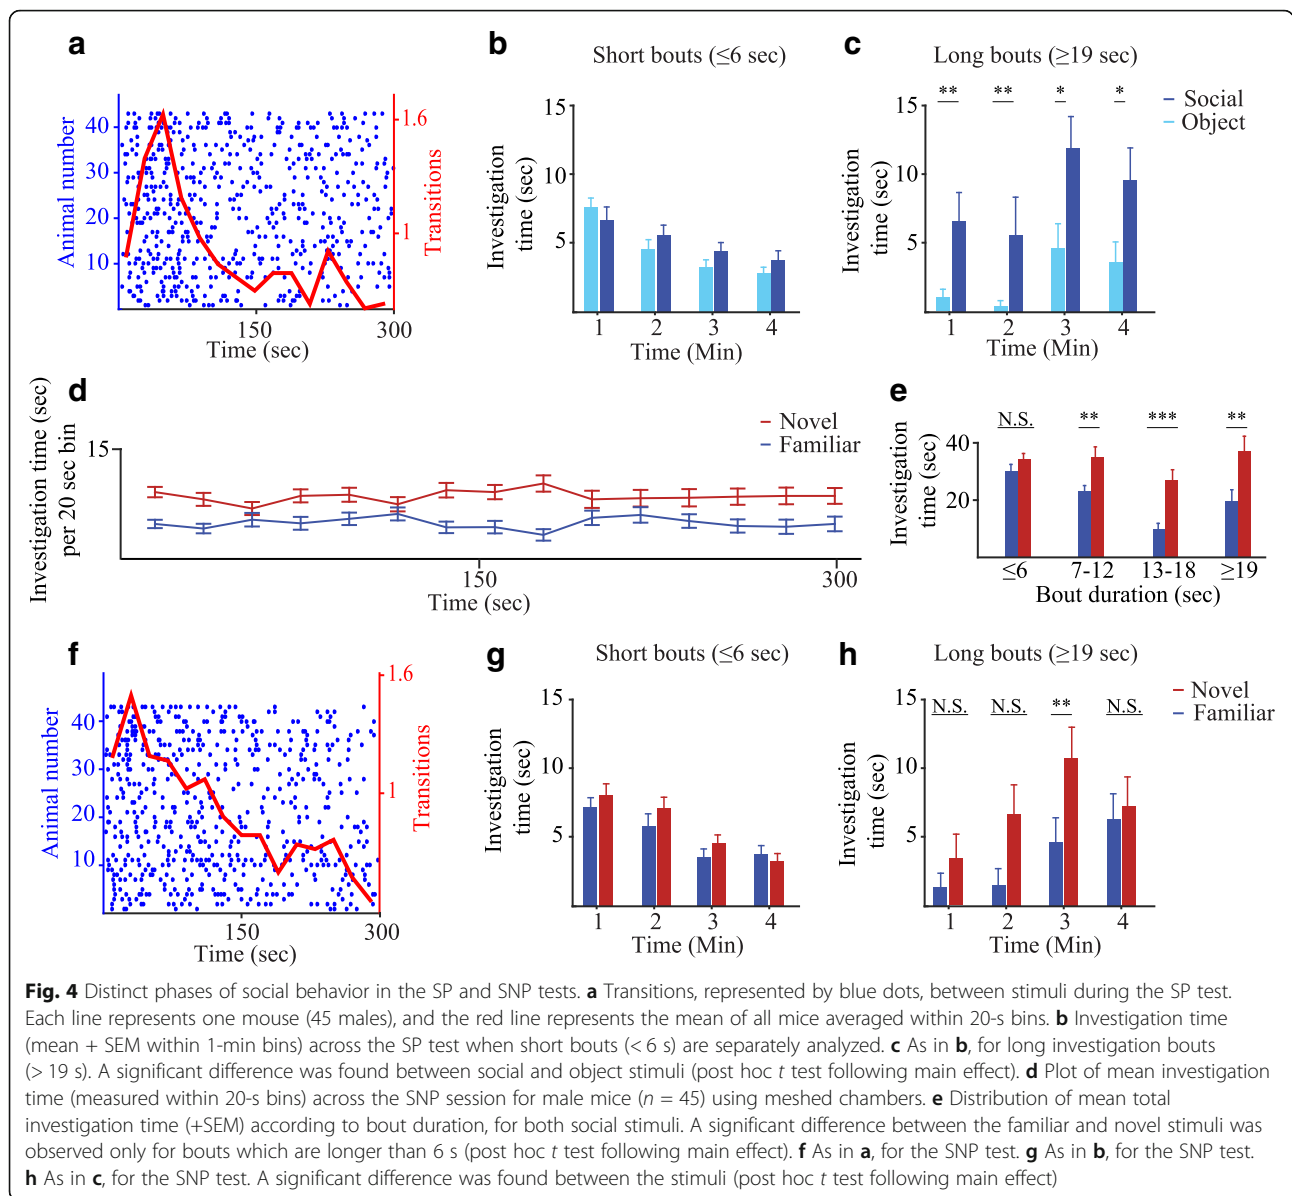 a
Animal number
40
30
20
10
1.6
1
Transitions
150
300
Time (sec)
b
Short bouts (≤6 sec)
Investigation
time (sec)
15
10
5
1 2 3 4
Time (Min)
c
Long bouts (≥19 sec)
** ** * *
Investigation
time (sec)
15
10
5
1 2 3 4
Time (Min)
Social
Object
d
Investigation time (sec)
per 20 sec bin
15
Novel
Familiar
150
300
Time (sec)
e
N.S. ** *** **
Investigation
time (sec)
40
20
≤6 7-12 13-18 ≥19
Bout duration (sec)
f
Animal number
40
30
20
10
1.6
1
Transitions
150
300
Time (sec)
g
Short bouts (≤6 sec)
Investigation
time (sec)
15
10
5
1 2 3 4
Time (Min)
h
Long bouts (≥19 sec)
N.S. N.S. ** N.S.
Investigation
time (sec)
15
10
5
1 2 3 4
Time (Min)
Novel
Familiar
Fig. 4 Distinct phases of social behavior in the SP and SNP tests. a Transitions, represented by blue dots, between stimuli during the SP test.
Each line represents one mouse (45 males), and the red line represents the mean of all mice averaged within 20-s bins. b Investigation time
(mean + SEM within 1-min bins) across the SP test when short bouts (< 6 s) are separately analyzed. c As in b, for long investigation bouts
(> 19 s). A significant difference was found between social and object stimuli (post hoc t test following main effect). d Plot of mean investigation
time (measured within 20-s bins) across the SNP session for male mice (n = 45) using meshed chambers. e Distribution of mean total
investigation time (+SEM) according to bout duration, for both social stimuli. A significant difference between the familiar and novel stimuli was
observed only for bouts which are longer than 6 s (post hoc t test following main effect). f As in a, for the SNP test. g As in b, for the SNP test.
h As in c, for the SNP test. A significant difference was found between the stimuli (post hoc t test following main effect)